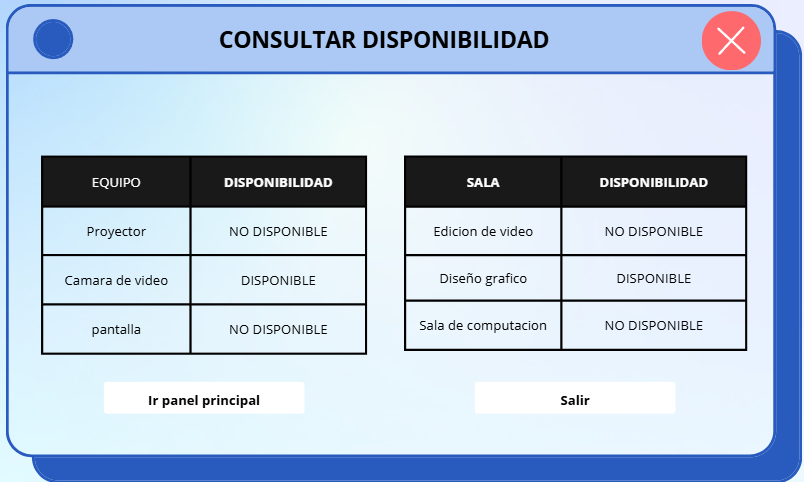 CONSULTAR DISPONIBILIDAD
EQUIPO DISPONIBILIDAD
Proyector NO DISPONIBLE
Camara de video DISPONIBLE
pantalla NO DISPONIBLE
SALA DISPONIBILIDAD
Edicion de video NO DISPONIBLE
Diseño grafico DISPONIBLE
Sala de computacion NO DISPONIBLE
Ir panel principal
Salir